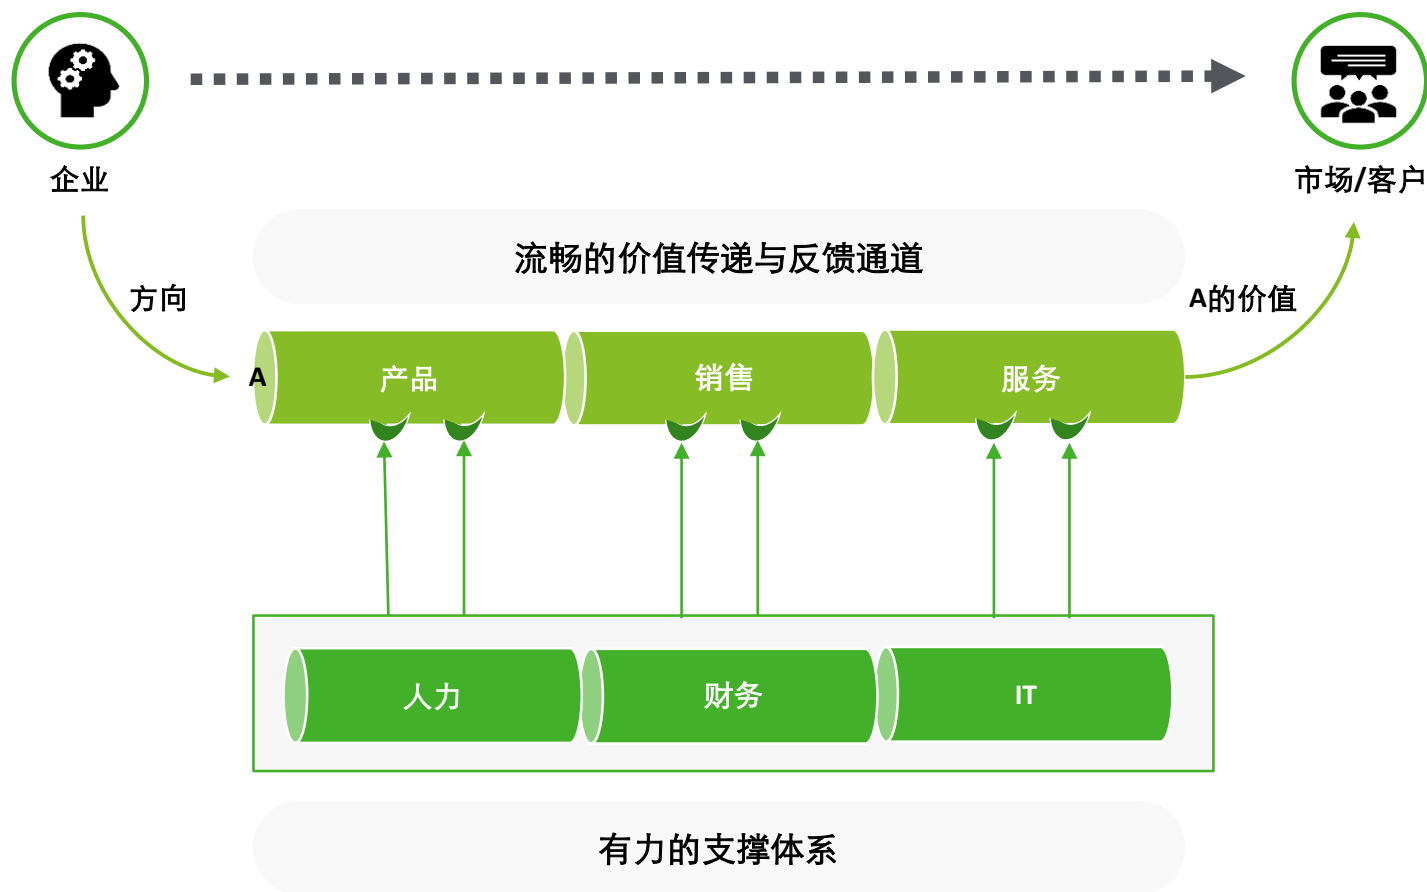 企业
市场/客户
流畅的价值传递与反馈通道
方向
A的价值
A
产品
销售
服务
人力
财务
IT
有力的支撑体系